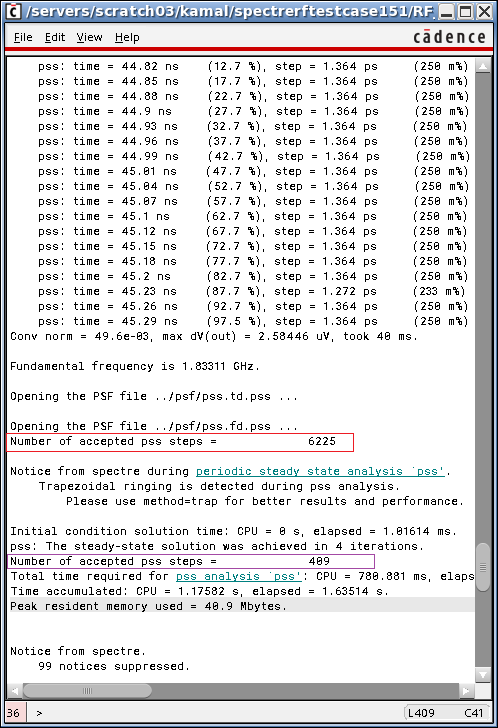 /servers/scratch03/kamal/spectrerftestcase151/RF_
File Edit View Help
cādence
pss: time = 44.82 ns (12.7 %), step = 1.364 ps (250 m%)
pss: time = 44.85 ns (17.7 %), step = 1.364 ps (250 m%)
pss: time = 44.88 ns (22.7 %), step = 1.364 ps (250 m%)
pss: time = 44.9 ns (27.7 %), step = 1.364 ps (250 m%)
pss: time = 44.93 ns (32.7 %), step = 1.364 ps (250 m%)
pss: time = 44.96 ns (37.7 %), step = 1.364 ps (250 m%)
pss: time = 44.99 ns (42.7 %), step = 1.364 ps (250 m%)
pss: time = 45.01 ns (47.7 %), step = 1.364 ps (250 m%)
pss: time = 45.04 ns (52.7 %), step = 1.364 ps (250 m%)
pss: time = 45.07 ns (57.7 %), step = 1.364 ps (250 m%)
pss: time = 45.1 ns (62.7 %), step = 1.364 ps (250 m%)
pss: time = 45.12 ns (67.7 %), step = 1.364 ps (250 m%)
pss: time = 45.15 ns (72.7 %), step = 1.364 ps (250 m%)
pss: time = 45.18 ns (77.7 %), step = 1.364 ps (250 m%)
pss: time = 45.2 ns (82.7 %), step = 1.364 ps (250 m%)
pss: time = 45.23 ns (87.7 %), step = 1.272 ps (233 m%)
pss: time = 45.26 ns (92.7 %), step = 1.364 ps (250 m%)
pss: time = 45.29 ns (97.5 %), step = 1.364 ps (250 m%)
Conv norm = 49.6e-03, max dV(out) = 2.58446 uV, took 40 ms.
Fundamental frequency is 1.83311 GHz.
Opening the PSF file ../psf/pss.td.pss ...
Opening the PSF file ../psf/pss.fd.pss ...
Number of accepted pss steps = 6225
Notice from spectre during periodic steady state analysis `pss'.
Trapezoidal ringing is detected during pss analysis.
Please use method=trap for better results and performance.
Initial condition solution time: CPU = 0 s, elapsed = 1.01614 ms.
pss: The steady-state solution was achieved in 4 iterations.
Number of accepted pss steps = 409
Total time required for pss analysis `pss': CPU = 780.881 ms, elaps
Time accumulated: CPU = 1.17582 s, elapsed = 1.63514 s.
Peak resident memory used = 40.9 Mbytes.
Notice from spectre.
99 notices suppressed.
36 > L409 C41